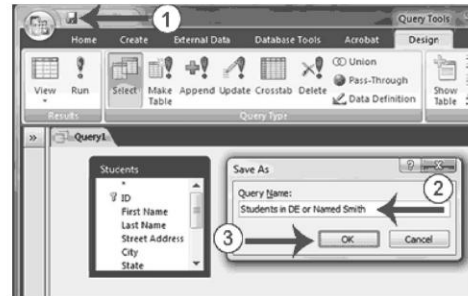 1
Query Tools
Home Create External Data Database Tools Acrobat Design
Union
Pass-Through
Data Definition
View Run Select Make Table Append Update Crosstab Delete Show Table
Results Query Type
» Query1
Students
*
ID
First Name
Last Name
Street Address
City
State
Save As
?
2
Query Name:
Students in DE or Named Smith
3
OK Cancel